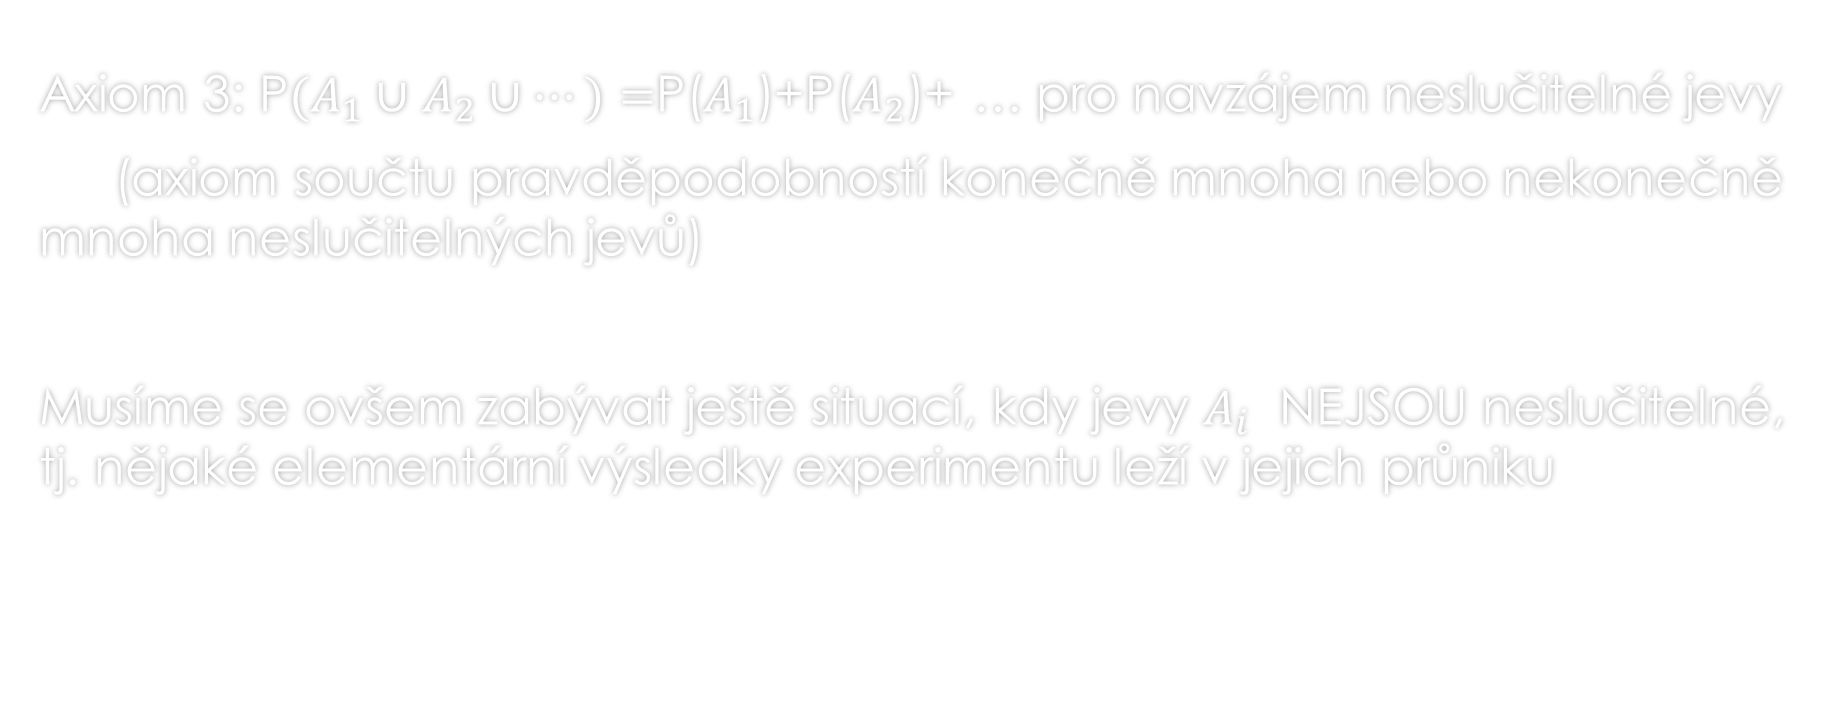 Axiom 3: P(𝐴₁ ∪ 𝐴₂ ∪ ⋯ ) =P(𝐴₁)+P(𝐴₂)+ … pro navzájem neslučitelné jevy
(axiom součtu pravděpodobností konečně mnoha nebo nekonečně
mnoha neslučitelných jevů)
Musíme se ovšem zabývat ještě situací, kdy jevy 𝐴ᵢ NEJSOU neslučitelné,
tj. nějaké elementární výsledky experimentu leží v jejich průniku